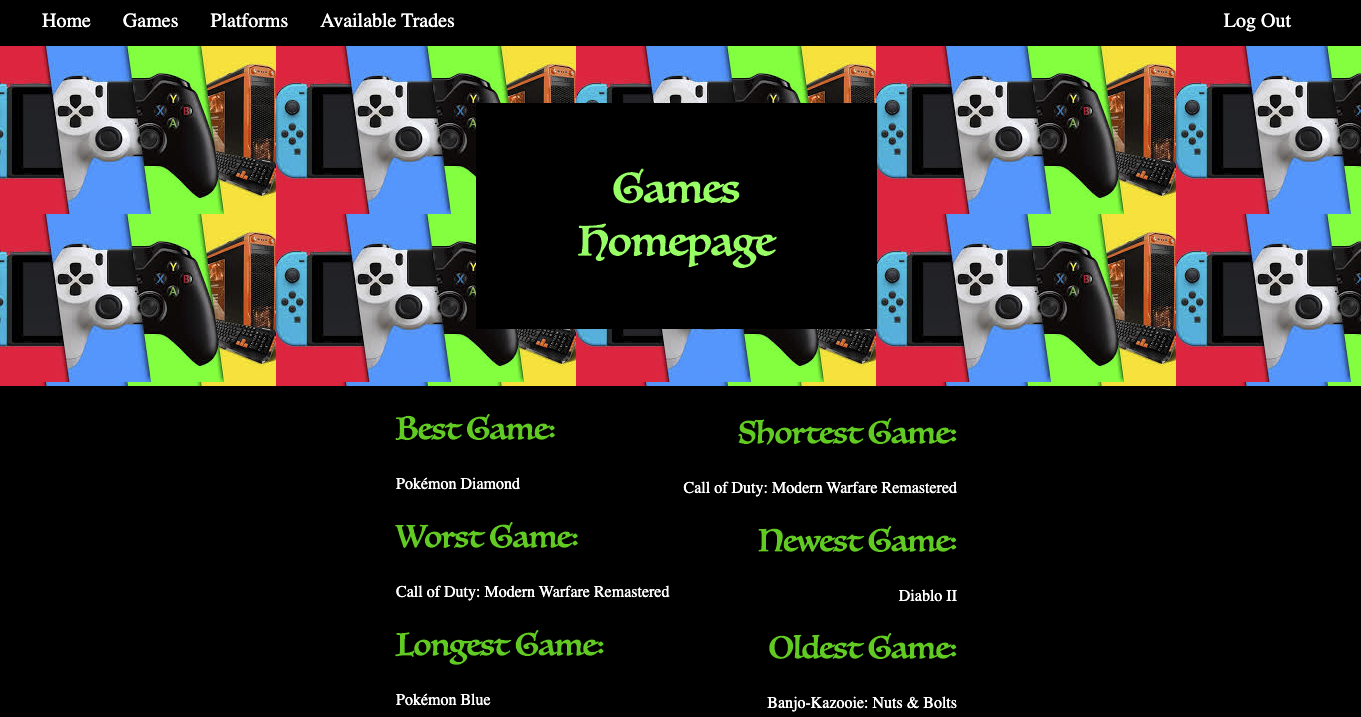 Home Games Platforms Available Trades Log Out
Games
Homepage
Best Game:
Pokémon Diamond
Worst Game:
Call of Duty: Modern Warfare Remastered
Longest Game:
Pokémon Blue
Shortest Game:
Call of Duty: Modern Warfare Remastered
Newest Game:
Diablo II
Oldest Game:
Banjo-Kazooie: Nuts & Bolts